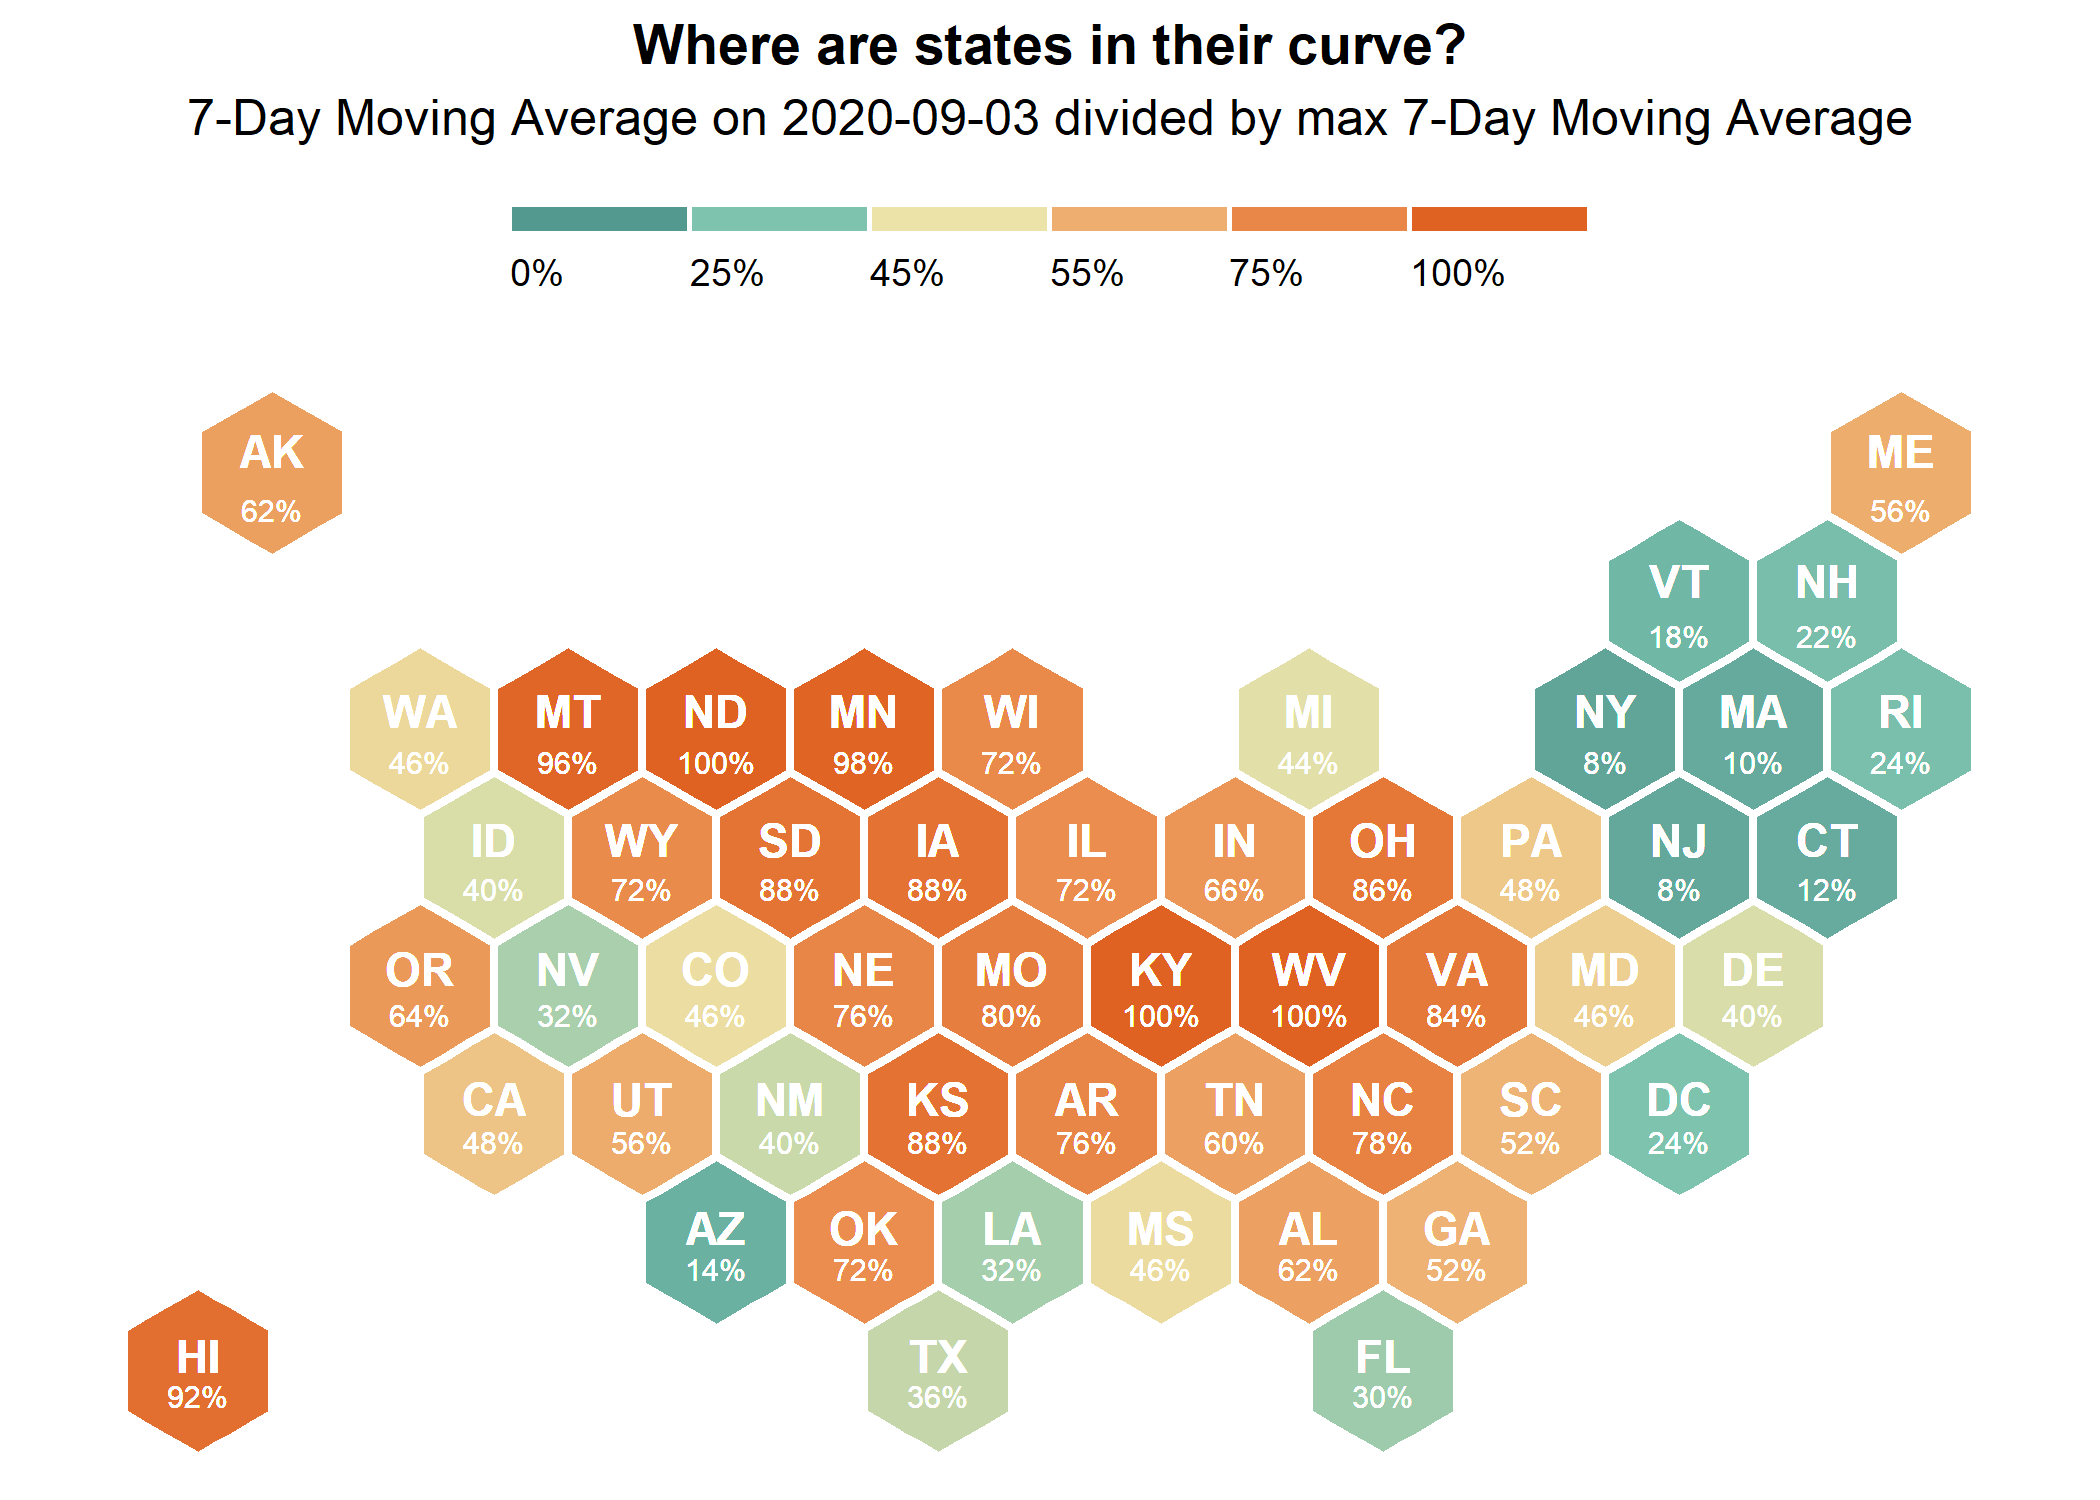 Where are states in their curve?
7-Day Moving Average on 2020-09-03 divided by max 7-Day Moving Average
0% 25% 45% 55% 75% 100%
AK ME
62% 56%
VT NH
18% 22%
WA MT ND MN WI MI NY MA RI
46% 96% 100% 98% 72% 44% 8% 10% 24%
ID WY SD IA IL IN OH PA NJ CT
40% 72% 88% 88% 72% 66% 86% 48% 8% 12%
OR NV CO NE MO KY WV VA MD DE
64% 32% 46% 76% 80% 100% 100% 84% 46% 40%
CA UT NM KS AR TN NC SC DC
48% 56% 40% 88% 76% 60% 78% 52% 24%
AZ OK LA MS AL GA
14% 72% 32% 46% 62% 52%
HI TX FL
92% 36% 30%